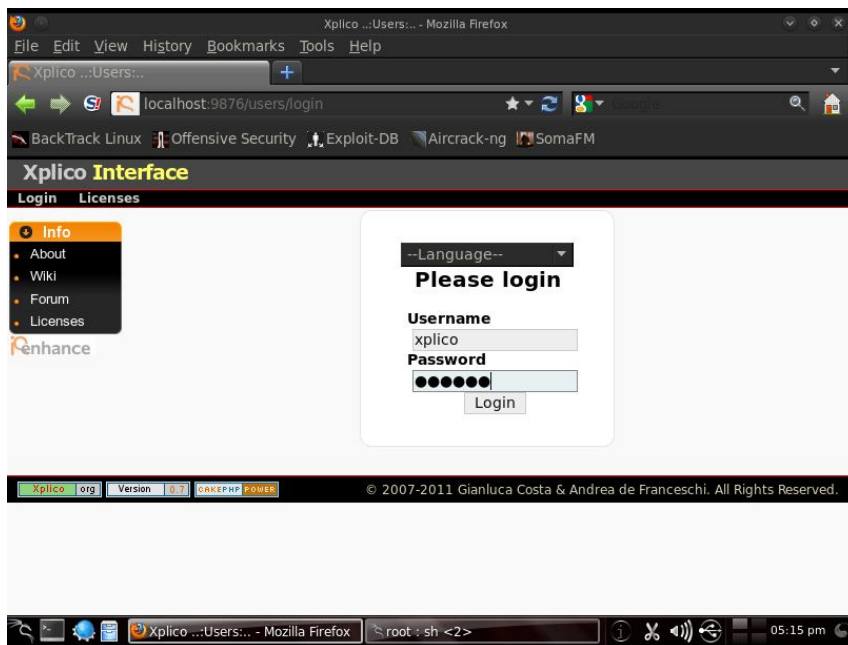 Xplico ..:Users:.. - Mozilla Firefox
File Edit View History Bookmarks Tools Help
Xplico ..:Users:..
localhost:9876/users/login
Google
BackTrack Linux Offensive Security Exploit-DB Aircrack-ng SomaFM
Xplico Interface
Login Licenses
Info
About
Wiki
Forum
Licenses
enhance
--Language--
Please login
Username
xplico
Password
Login
Xplico org Version 0.7 CAKEPHP POWER © 2007-2011 Gianluca Costa & Andrea de Franceschi. All Rights Reserved.
Xplico ..:Users:.. - Mozilla Firefox root : sh <2> 05:15 pm